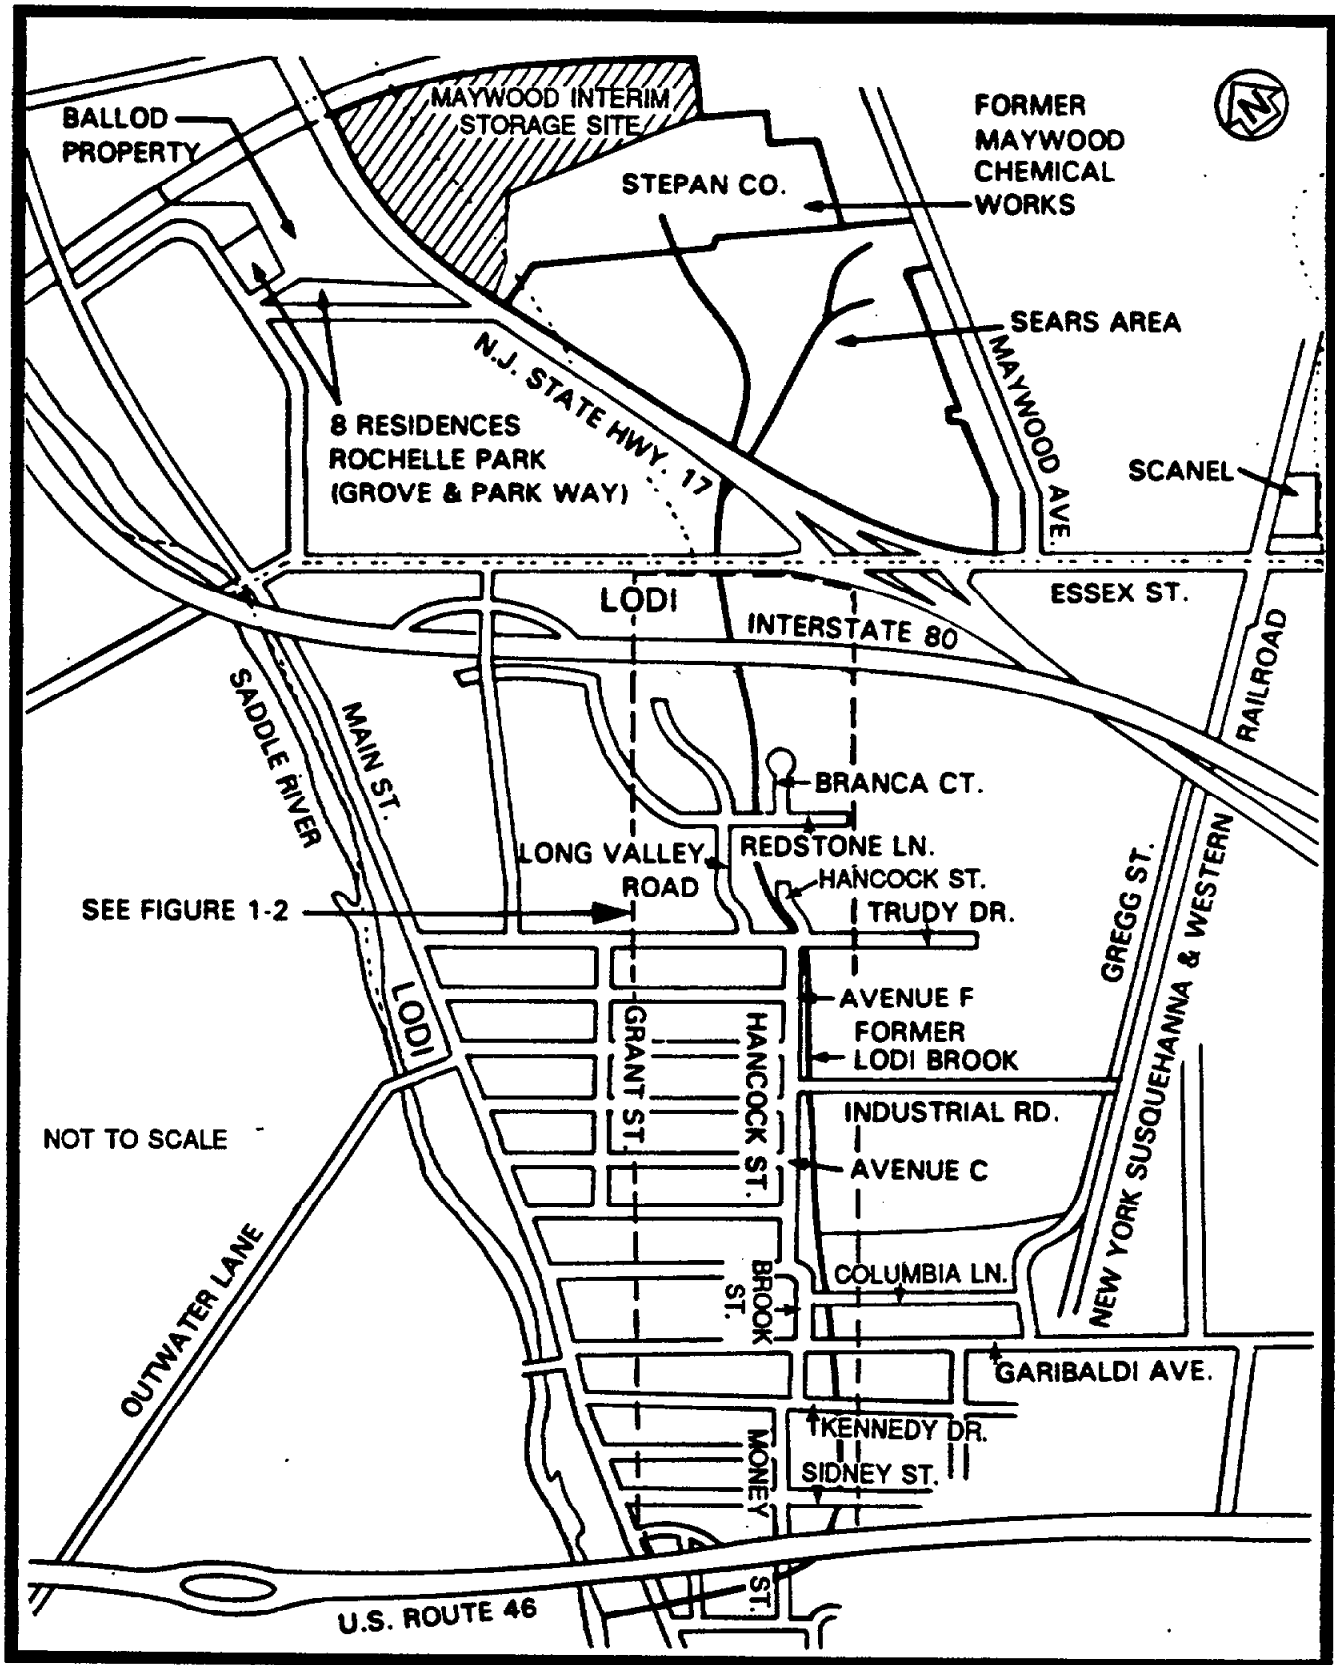 MAYWOOD INTERIM
STORAGE SITE
BALLOD
PROPERTY
FORMER
MAYWOOD
CHEMICAL
WORKS
N
STEPAN CO.
SEARS AREA
N.J. STATE HWY. 17
MAYWOOD AVE.
8 RESIDENCES
ROCHELLE PARK
(GROVE & PARK WAY)
SCANEL
LODI
ESSEX ST.
INTERSTATE 80
SADDLE RIVER
MAIN ST.
BRANCA CT.
REDSTONE LN.
LONG VALLEY
ROAD
HANCOCK ST.
TRUDY DR.
SEE FIGURE 1-2
GREGG ST.
NEW YORK SUSQUEHANNA & WESTERN RAILROAD
LODI
AVENUE F
FORMER
LODI BROOK
GRANT ST.
HANCOCK ST.
INDUSTRIAL RD.
NOT TO SCALE
AVENUE C
OUTWATER LANE
BROOK
ST.
COLUMBIA LN.
GARIBALDI AVE.
KENNEDY DR.
MONEY ST.
SIDNEY ST.
U.S. ROUTE 46